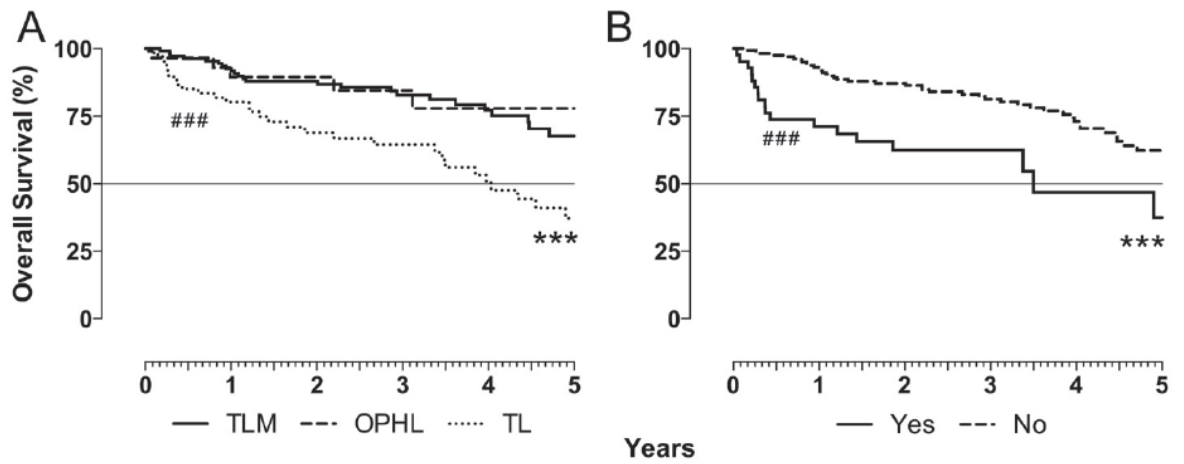 A
B
Overall Survival (%)
100
75
50
25
0
###
***
0 1 2 3 4 5
TLM OPHL TL
100
75
50
25
0
###
***
0 1 2 3 4 5
Yes No
Years